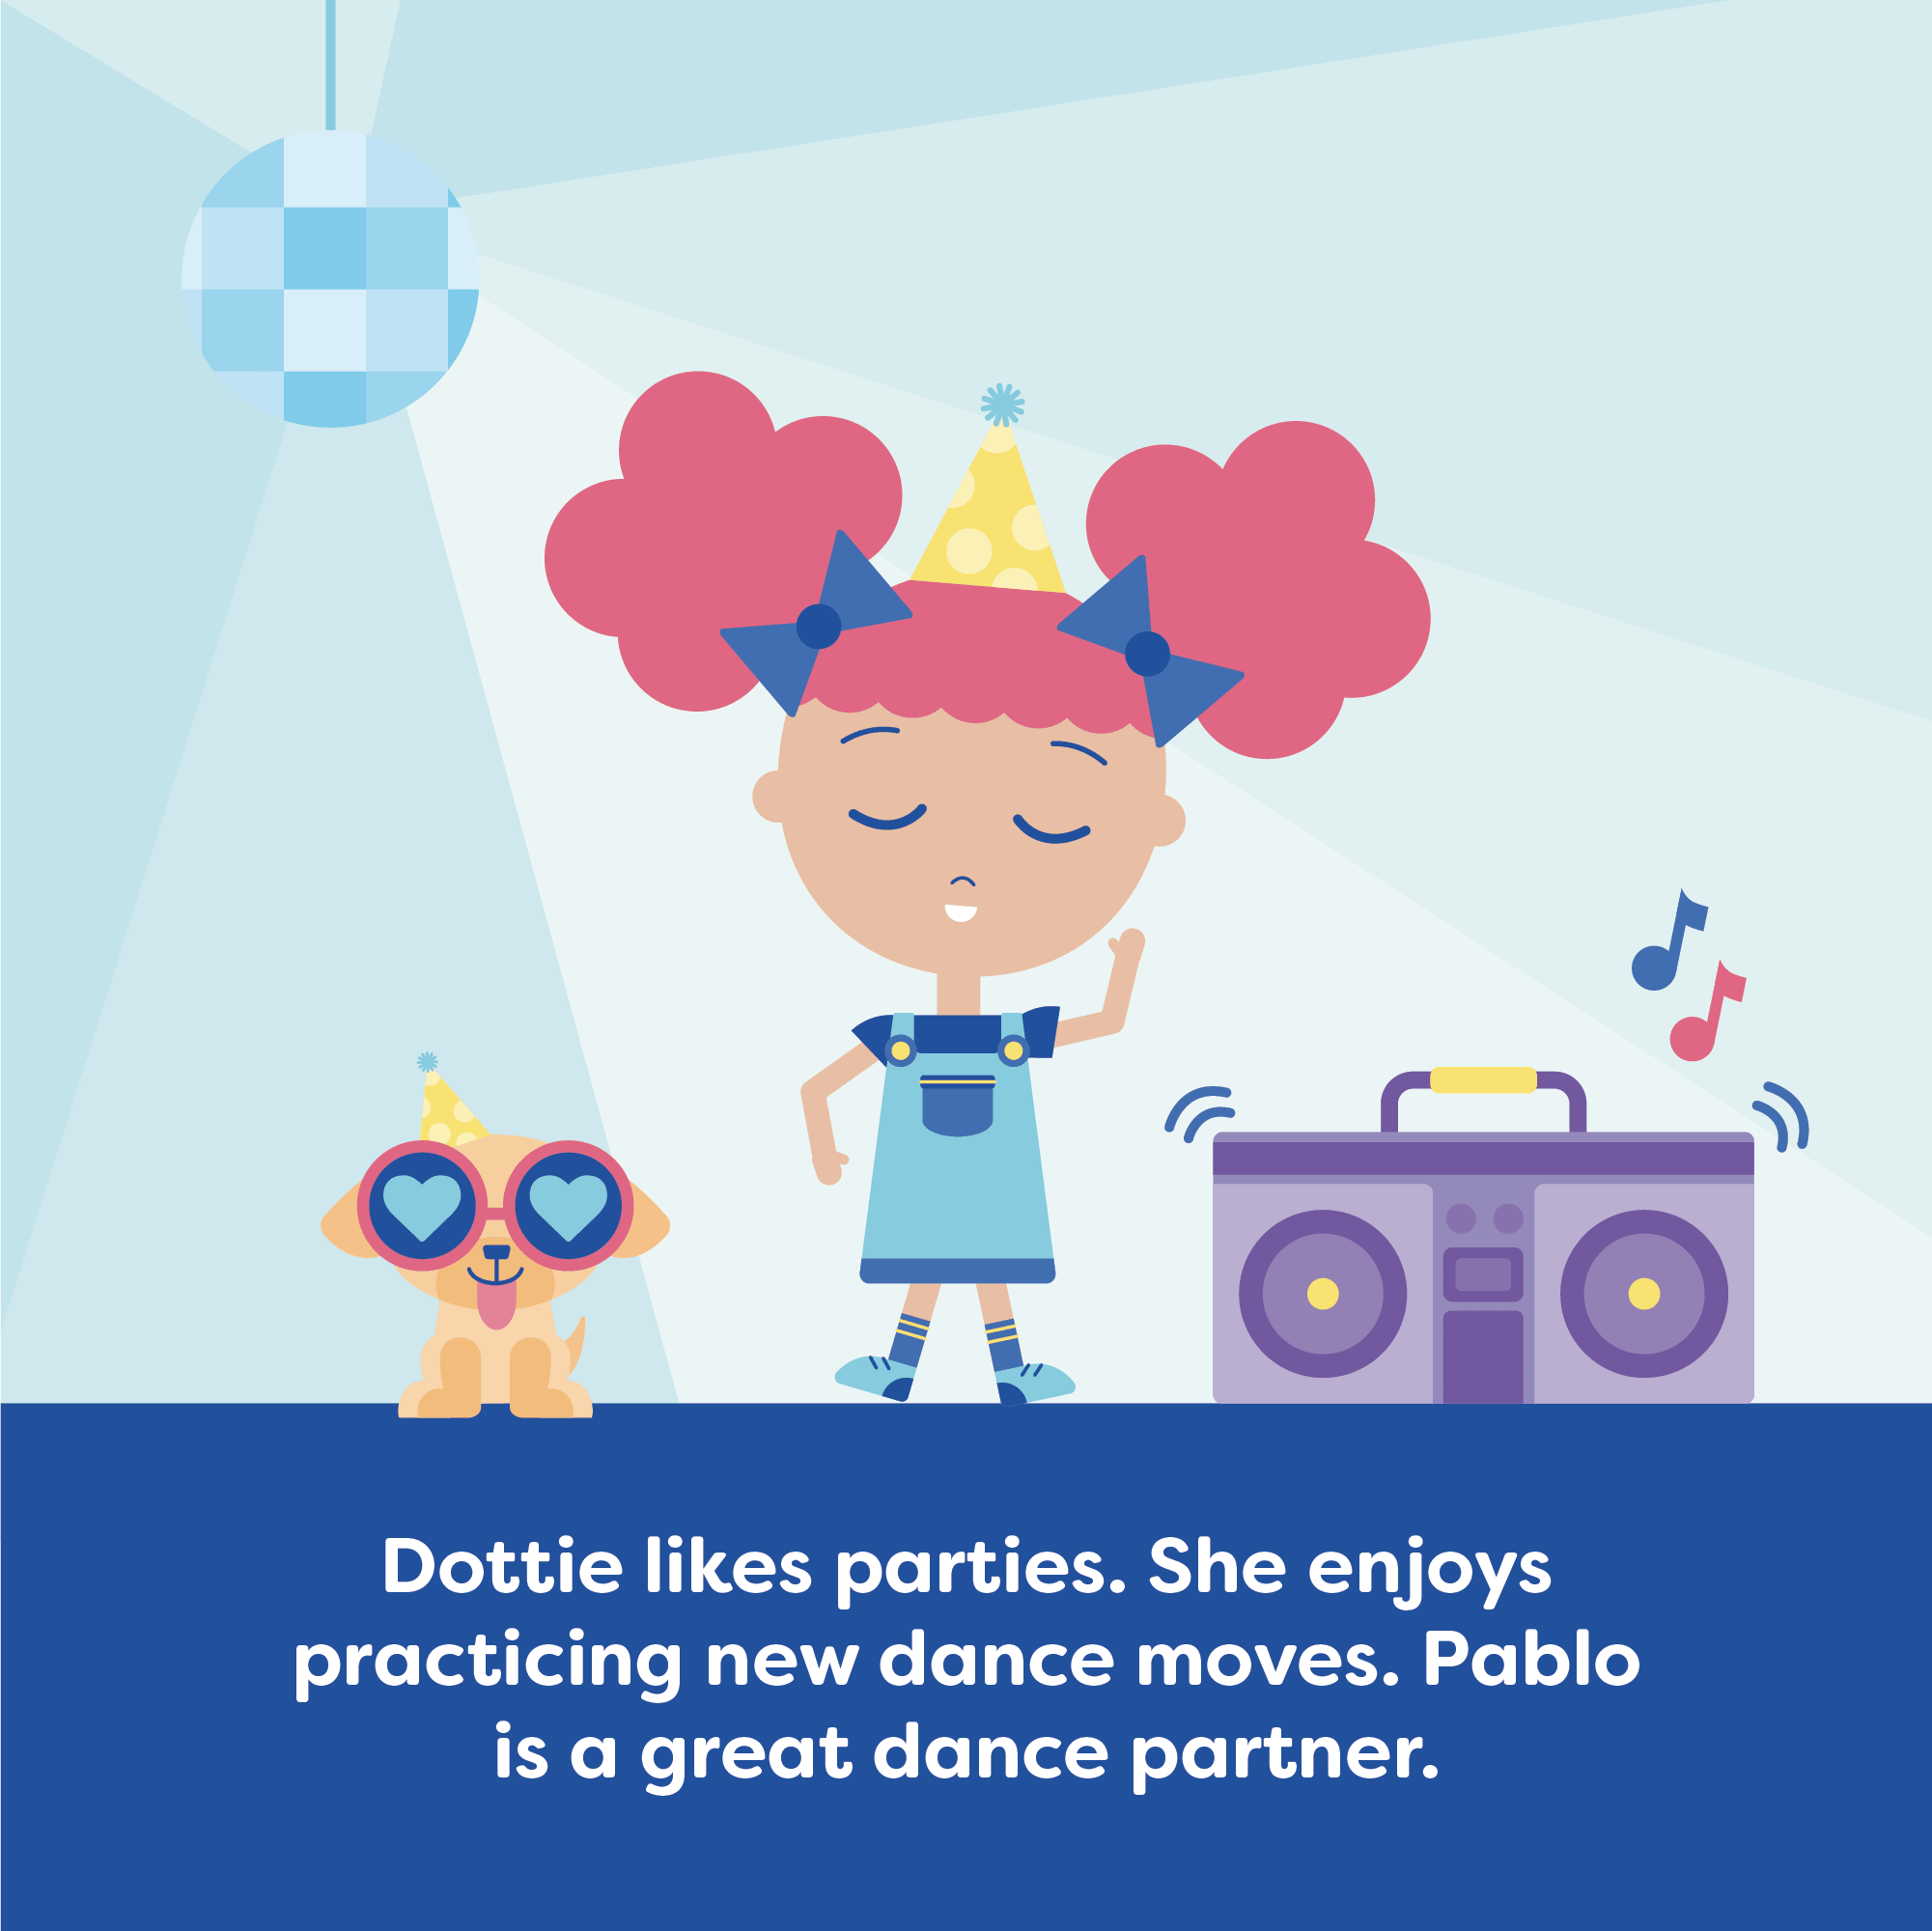 Dottie likes parties. She enjoys
practicing new dance moves. Pablo
is a great dance partner.